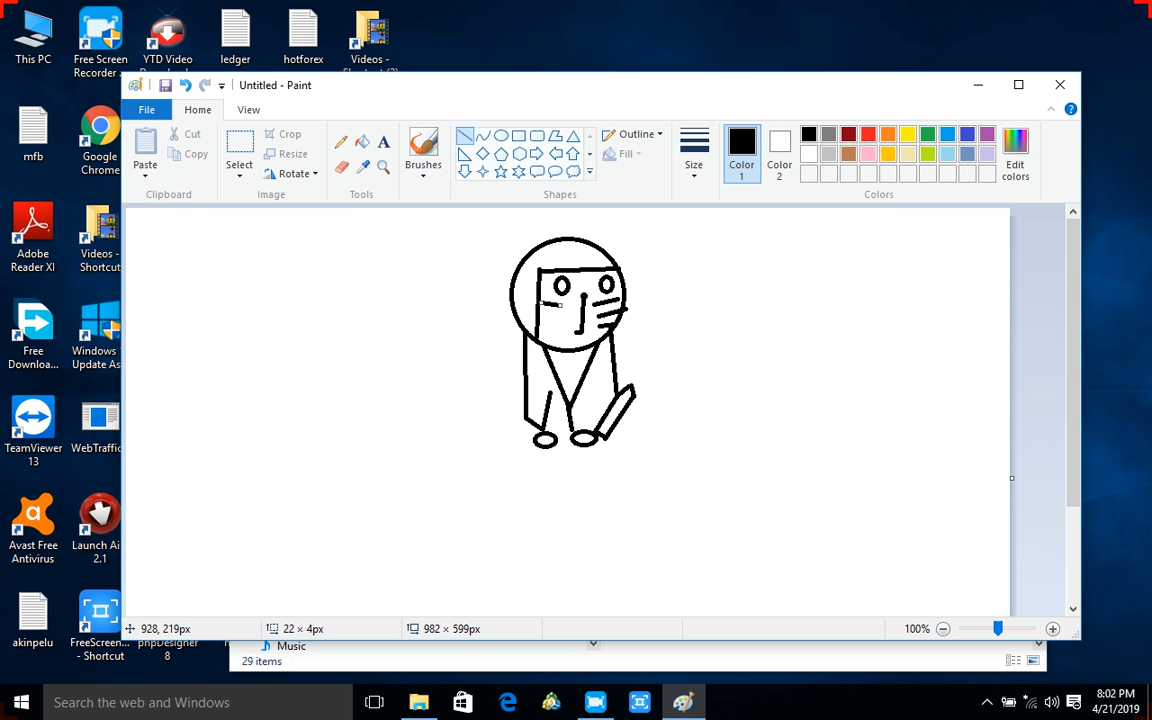 This PC
Free Screen
Recorder ...
YTD Video
ledger
hotforex
Videos -
Untitled - Paint
File
Home
View
Paste
Cut
Copy
Clipboard
Select
Crop
Resize
Rotate
Image
A
Tools
Brushes
Shapes
Outline
Fill
Size
Color
1
Color
2
Edit
colors
Colors
mfb
Google
Chrome
Adobe
Reader XI
Videos -
Shortcut
Free
Downloa...
Windows
Update As
TeamViewer
13
WebTraffic
Avast Free
Antivirus
Launch
2.1
akinpelu
FreeScreen...
- Shortcut
phpDesigner
8
928, 219px
22 × 4px
982 × 599px
100%
Music
29 items
Search the web and Windows
8:02 PM
4/21/2019